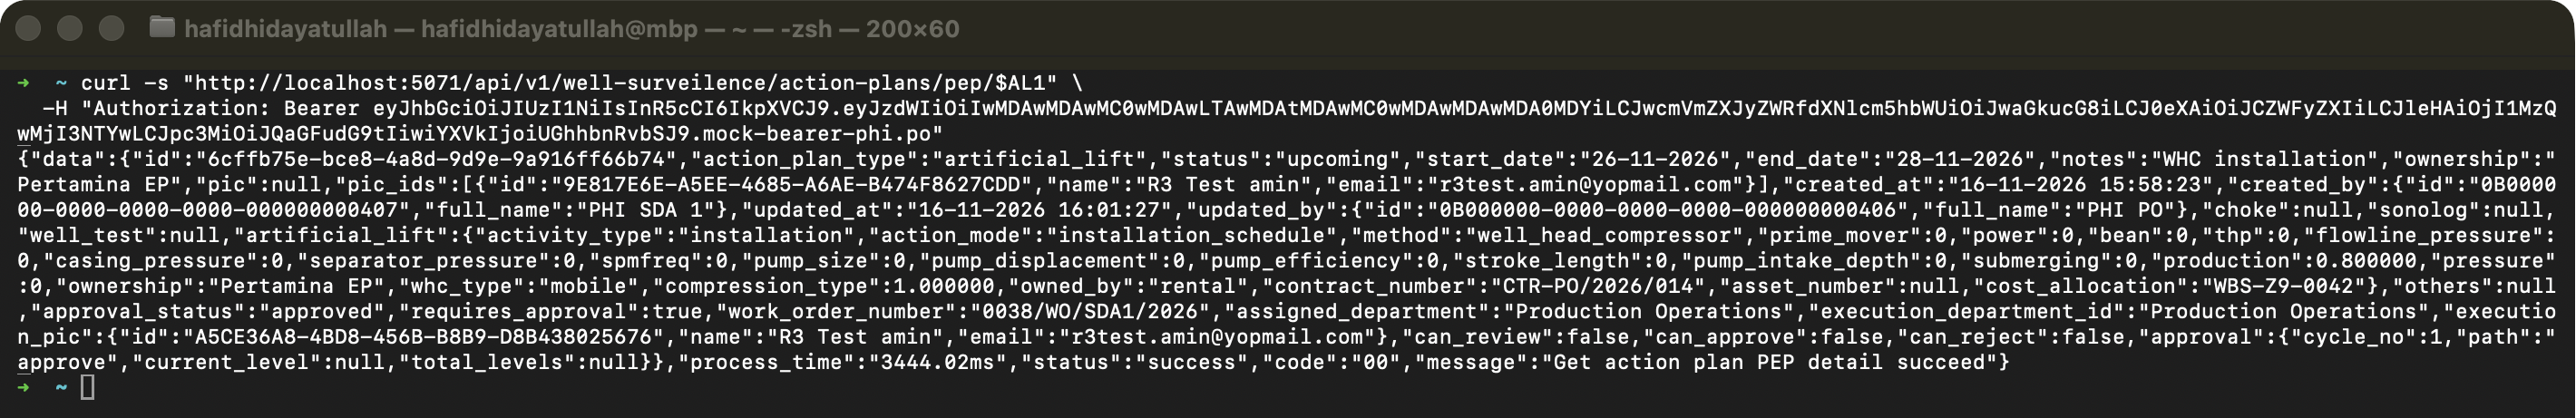 hafidhidayatullah — hafidhidayatullah@mbp — ~ — -zsh — 200×60
➜  ~ curl -s "http://localhost:5071/api/v1/well-surveilence/action-plans/pep/$AL1" \
  -H "Authorization: Bearer eyJhbGciOiJIUzI1NiIsInR5cCI6IkpXVCJ9.eyJzdWIiOiIwMDAwMDAwMC0wMDAwLTAwMDAtMDAwMC0wMDAwMDAwMDA0MDYiLCJwcmVmZXJyZWRfdXNlcm5hbWUiOiJwaGkucG8iLCJ0eXAiOiJCZWFyZXIiLCJleHAiOjI1MzQ
wMjI3NTYwLCJpc3MiOiJQaGFudG9tIiwiYXVkIjoiUGhhbnRvbSJ9.mock-bearer-phi.po"
{"data":{"id":"6cffb75e-bce8-4a8d-9d9e-9a916ff66b74","action_plan_type":"artificial_lift","status":"upcoming","start_date":"26-11-2026","end_date":"28-11-2026","notes":"WHC installation","ownership":"
Pertamina EP","pic":null,"pic_ids":[{"id":"9E817E6E-A5EE-4685-A6AE-B474F8627CDD","name":"R3 Test amin","email":"r3test.amin@yopmail.com"}],"created_at":"16-11-2026 15:58:23","created_by":{"id":"0B0000
00-0000-0000-0000-000000000407","full_name":"PHI SDA 1"},"updated_at":"16-11-2026 16:01:27","updated_by":{"id":"0B000000-0000-0000-0000-000000000406","full_name":"PHI PO"},"choke":null,"sonolog":null,
"well_test":null,"artificial_lift":{"activity_type":"installation","action_mode":"installation_schedule","method":"well_head_compressor","prime_mover":0,"power":0,"bean":0,"thp":0,"flowline_pressure":
0,"casing_pressure":0,"separator_pressure":0,"spmfreq":0,"pump_size":0,"pump_displacement":0,"pump_efficiency":0,"stroke_length":0,"pump_intake_depth":0,"submerging":0,"production":0.800000,"pressure"
:0,"ownership":"Pertamina EP","whc_type":"mobile","compression_type":1.000000,"owned_by":"rental","contract_number":"CTR-PO/2026/014","asset_number":null,"cost_allocation":"WBS-Z9-0042"},"others":null
,"approval_status":"approved","requires_approval":true,"work_order_number":"0038/WO/SDA1/2026","assigned_department":"Production Operations","execution_department_id":"Production Operations","executio
n_pic":{"id":"A5CE36A8-4BD8-456B-B8B9-D8B438025676","name":"R3 Test amin","email":"r3test.amin@yopmail.com"},"can_review":false,"can_approve":false,"can_reject":false,"approval":{"cycle_no":1,"path":"
approve","current_level":null,"total_levels":null}},"process_time":"3444.02ms","status":"success","code":"00","message":"Get action plan PEP detail succeed"}
➜  ~